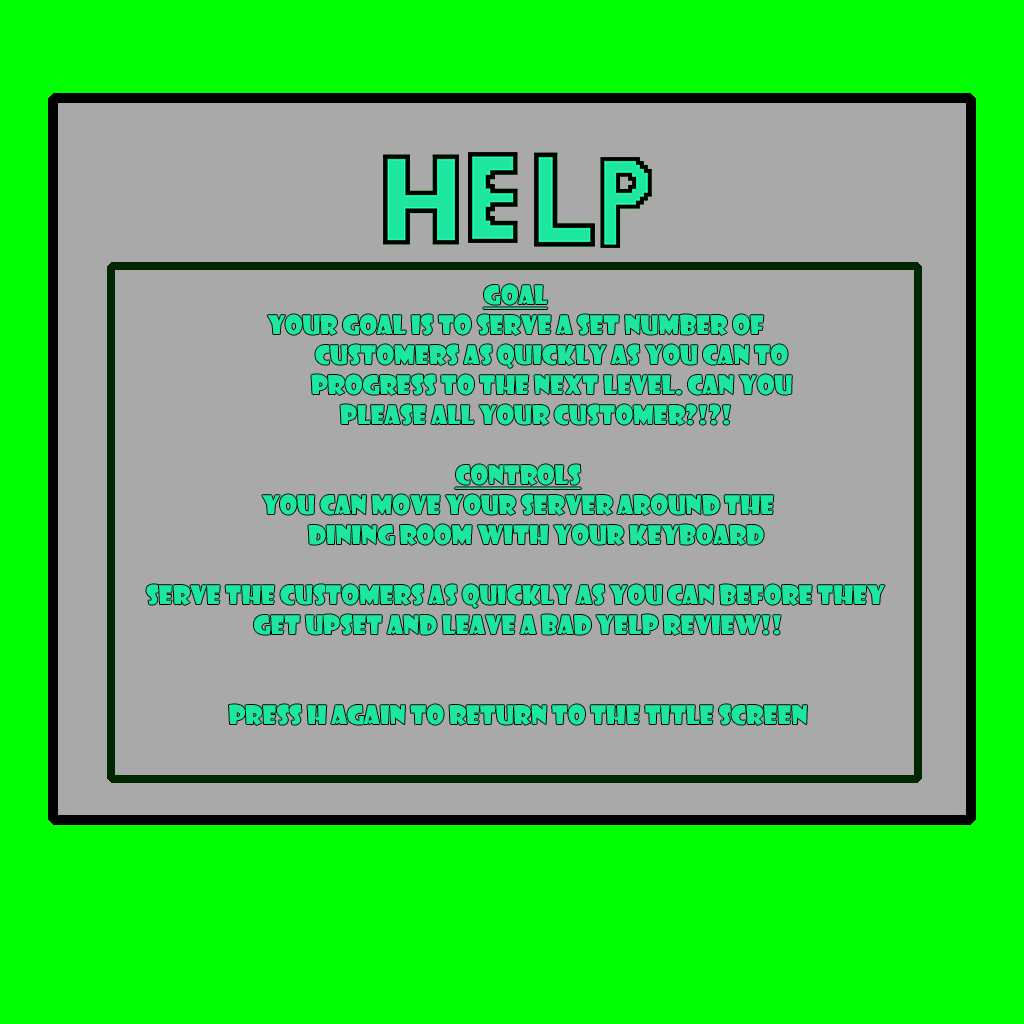 HELP
GOAL
YOUR GOAL IS TO SERVE A SET NUMBER OF
CUSTOMERS AS QUICKLY AS YOU CAN TO
PROGRESS TO THE NEXT LEVEL. CAN YOU
PLEASE ALL YOUR CUSTOMER?!?!
CONTROLS
YOU CAN MOVE YOUR SERVER AROUND THE
DINING ROOM WITH YOUR KEYBOARD
SERVE THE CUSTOMERS AS QUICKLY AS YOU CAN BEFORE THEY
GET UPSET AND LEAVE A BAD YELP REVIEW!!
PRESS H AGAIN TO RETURN TO THE TITLE SCREEN